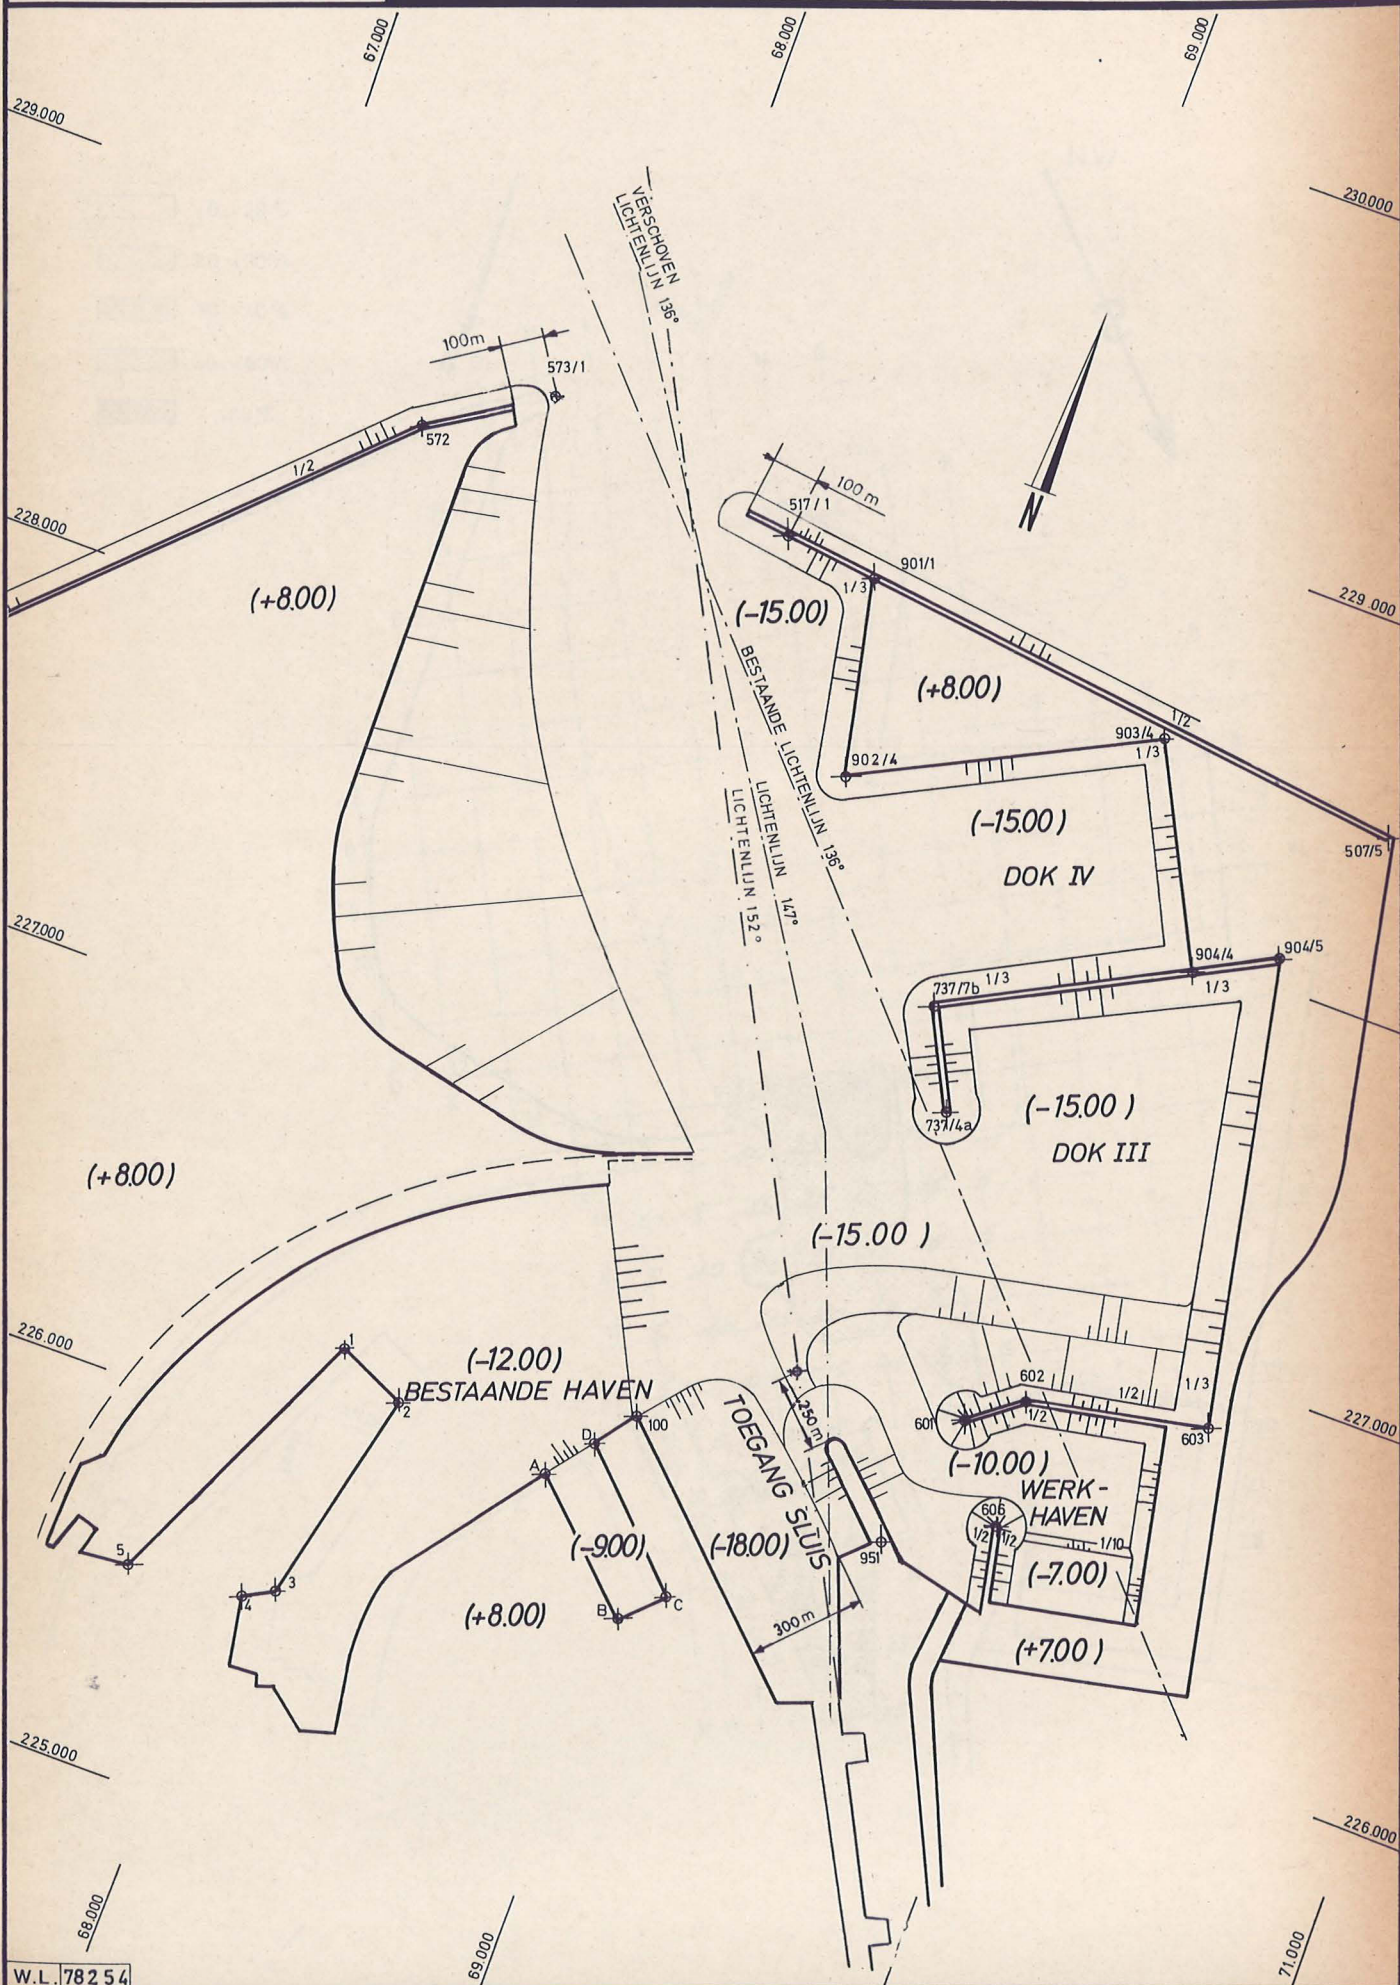 67.000
68.000
69.000
229.000
230.000
VERSCHOVEN
LICHTENLIJN 136°
100m
573/1
572
1/2
N
100 m
517/1
228.000
901/1
1/3
229.000
(+8.00)
(-15.00)
BESTAANDE LICHTENLIJN 136°
(+8.00)
1/2
903/4
1/3
902/4
LICHTENLIJN 147°
LICHTENLIJN 152°
(-15.00)
DOK IV
507/5
227.000
904/4
904/5
737/7b
1/3
1/3
737/4a
(-15.00)
DOK III
(+8.00)
(-15.00)
226.000
1
(-12.00)
BESTAANDE HAVEN
2
100
D
A
TOEGANG SLUIS
250m
602
601
1/2
1/2
1/3
603
227.000
(-10.00)
WERK-
HAVEN
606
1/2
1/2
1/10
5
(-9.00)
(-18.00)
951
(-7.00)
3
4
B
C
(+8.00)
300m
(+7.00)
225.000
226.000
68.000
69.000
71.000
W.L. 78254